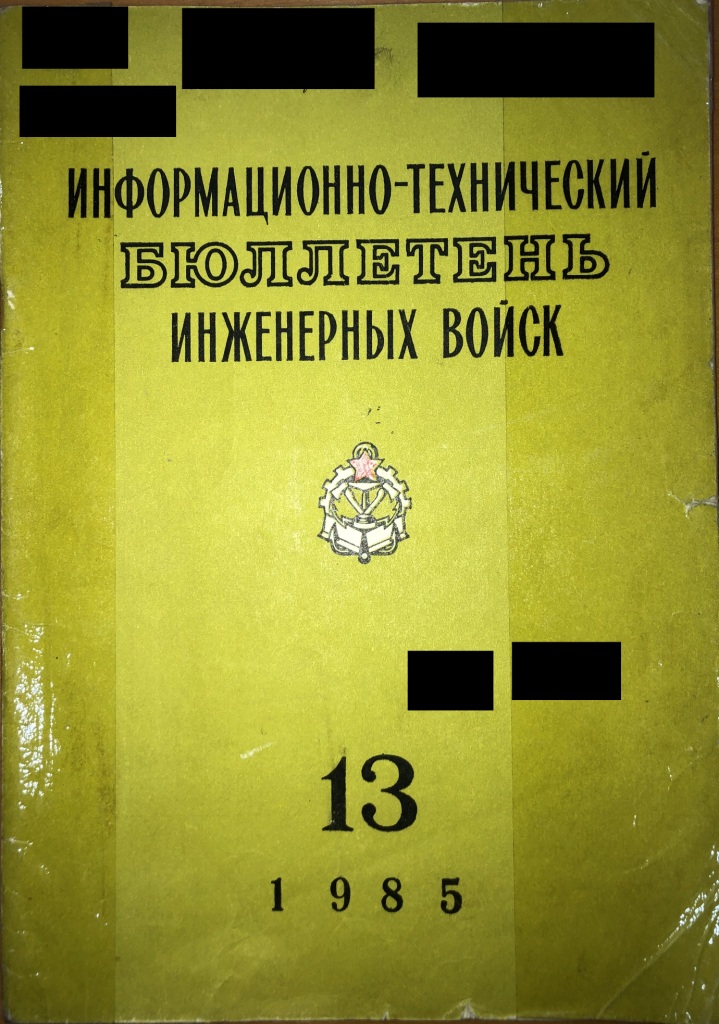 ИНФОРМАЦИОННО-ТЕХНИЧЕСКИЙ
БЮЛЛЕТЕНЬ
ИНЖЕНЕРНЫХ ВОЙСК
13
1985